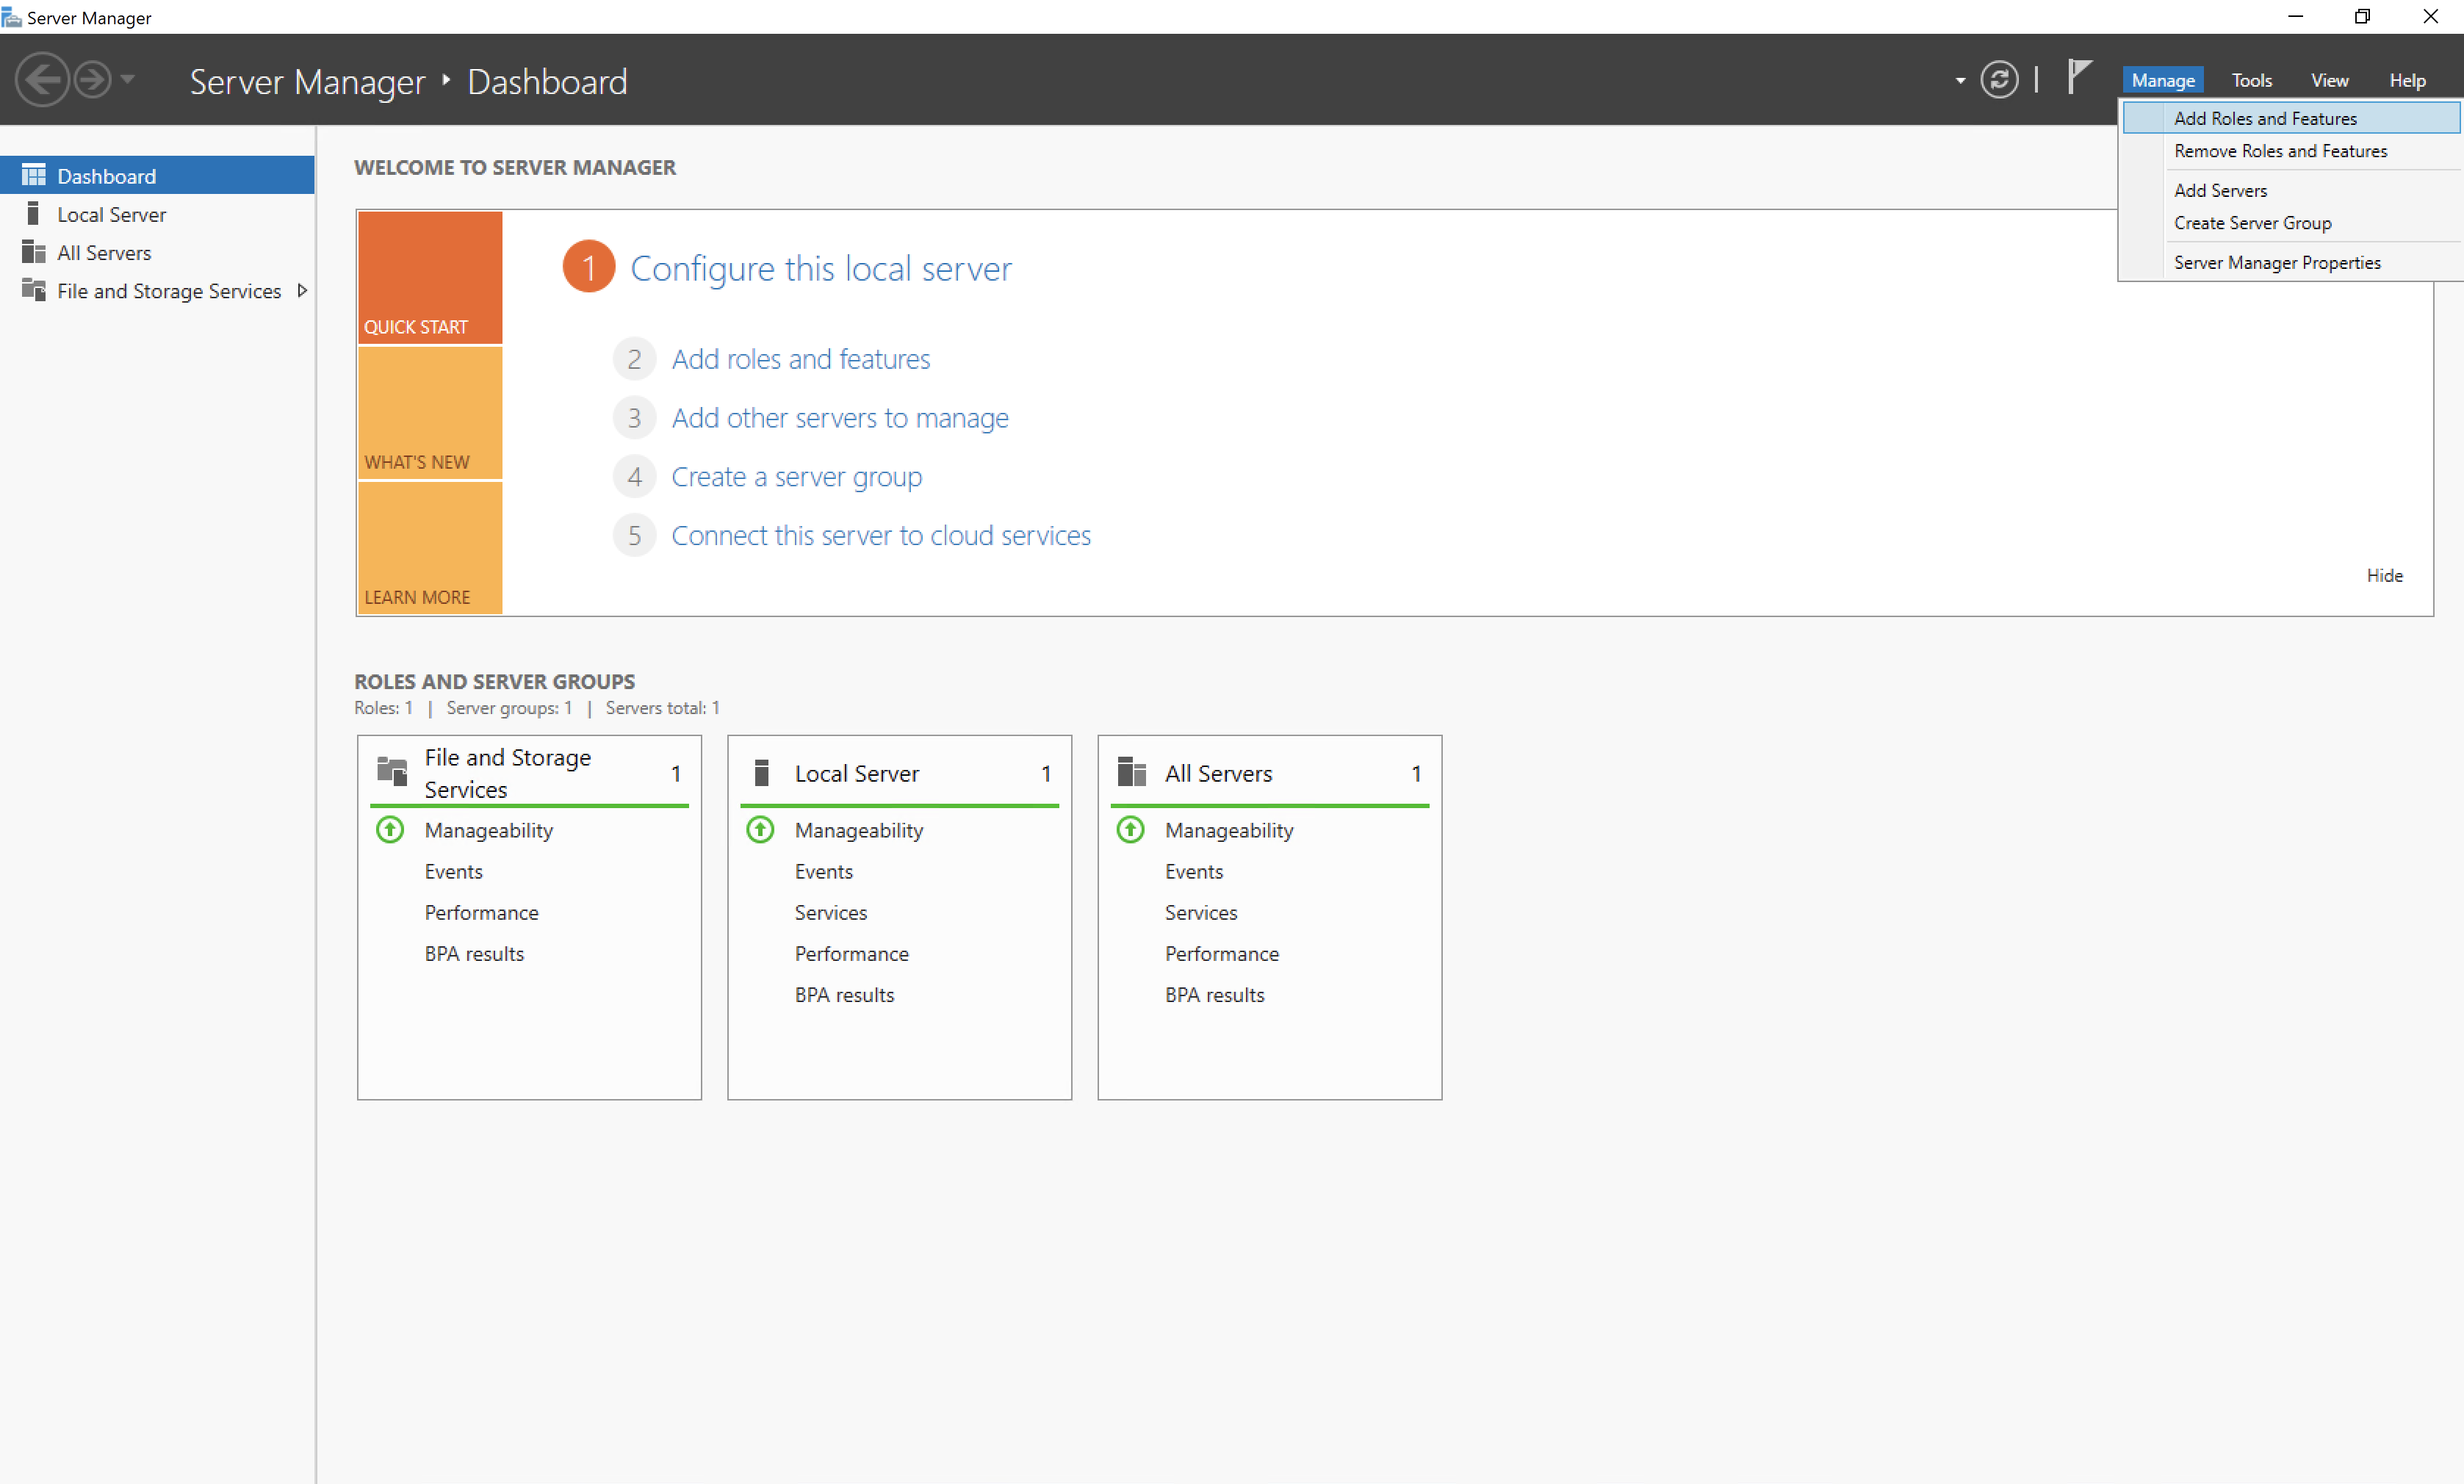 Server Manager
Server Manager Dashboard
Manage Tools View Help
Add Roles and Features
Remove Roles and Features
Add Servers
Create Server Group
Server Manager Properties
Dashboard
Local Server
All Servers
File and Storage Services
WELCOME TO SERVER MANAGER
QUICK START
WHAT'S NEW
LEARN MORE
1 Configure this local server
2 Add roles and features
3 Add other servers to manage
4 Create a server group
5 Connect this server to cloud services
Hide
ROLES AND SERVER GROUPS
Roles: 1 | Server groups: 1 | Servers total: 1
File and Storage
Services 1
Manageability
Events
Performance
BPA results
Local Server 1
Manageability
Events
Services
Performance
BPA results
All Servers 1
Manageability
Events
Services
Performance
BPA results